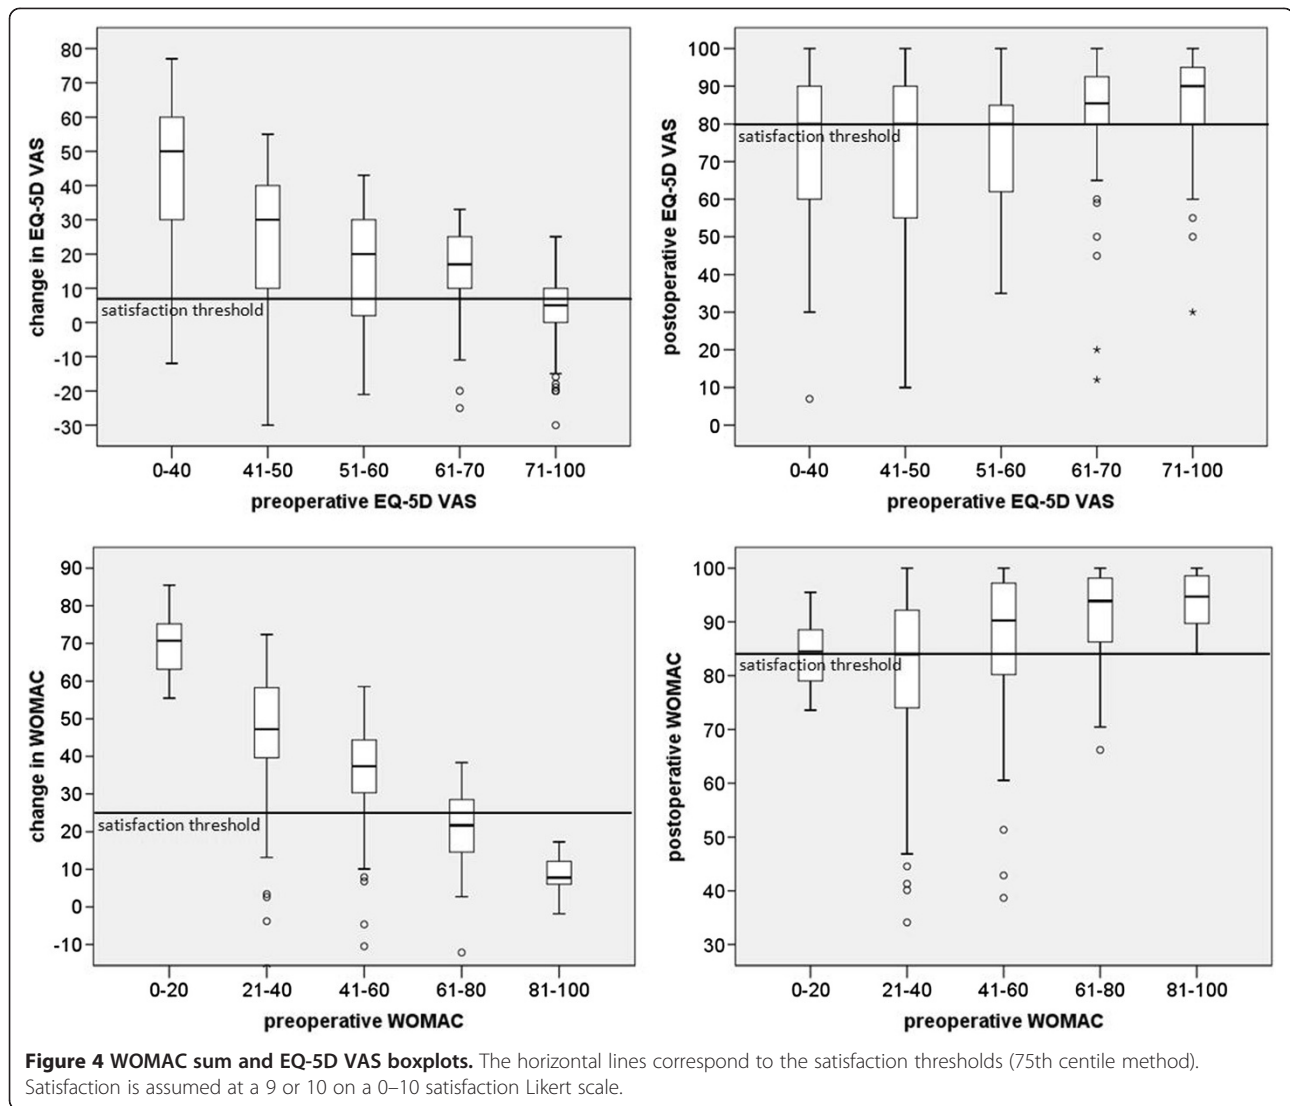 80
70
60
50
40
30
20
10
0
-10
-20
-30
change in EQ-5D VAS
satisfaction threshold
0-40 41-50 51-60 61-70 71-100
preoperative EQ-5D VAS
100
90
80
70
60
50
40
30
20
10
0
postoperative EQ-5D VAS
satisfaction threshold
0-40 41-50 51-60 61-70 71-100
preoperative EQ-5D VAS
90
80
70
60
50
40
30
20
10
0
-10
change in WOMAC
satisfaction threshold
0-20 21-40 41-60 61-80 81-100
preoperative WOMAC
100
90
80
70
60
50
40
30
postoperative WOMAC
satisfaction threshold
0-20 21-40 41-60 61-80 81-100
preoperative WOMAC
Figure 4 WOMAC sum and EQ-5D VAS boxplots. The horizontal lines correspond to the satisfaction thresholds (75th centile method).
Satisfaction is assumed at a 9 or 10 on a 0–10 satisfaction Likert scale.